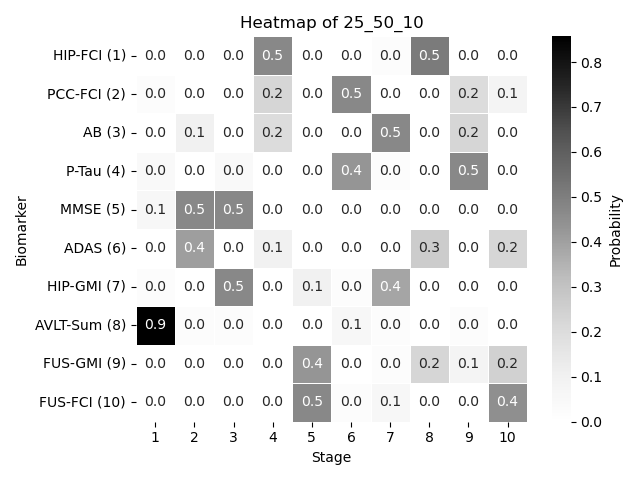 Heatmap of 25_50_10
HIP-FCI (1) 0.0 0.0 0.0 0.5 0.0 0.0 0.0 0.5 0.0 0.0
PCC-FCI (2) 0.0 0.0 0.0 0.2 0.0 0.5 0.0 0.0 0.2 0.1
AB (3) 0.0 0.1 0.0 0.2 0.0 0.0 0.5 0.0 0.2 0.0
P-Tau (4) 0.0 0.0 0.0 0.0 0.0 0.4 0.0 0.0 0.5 0.0
MMSE (5) 0.1 0.5 0.5 0.0 0.0 0.0 0.0 0.0 0.0 0.0
ADAS (6) 0.0 0.4 0.0 0.1 0.0 0.0 0.0 0.3 0.0 0.2
HIP-GMI (7) 0.0 0.0 0.5 0.0 0.1 0.0 0.4 0.0 0.0 0.0
AVLT-Sum (8) 0.9 0.0 0.0 0.0 0.0 0.1 0.0 0.0 0.0 0.0
FUS-GMI (9) 0.0 0.0 0.0 0.0 0.4 0.0 0.0 0.2 0.1 0.2
FUS-FCI (10) 0.0 0.0 0.0 0.0 0.5 0.0 0.1 0.0 0.0 0.4
1 2 3 4 5 6 7 8 9 10
Stage
Biomarker
0.8
0.7
0.6
0.5
0.4
0.3
0.2
0.1
0.0
Probability